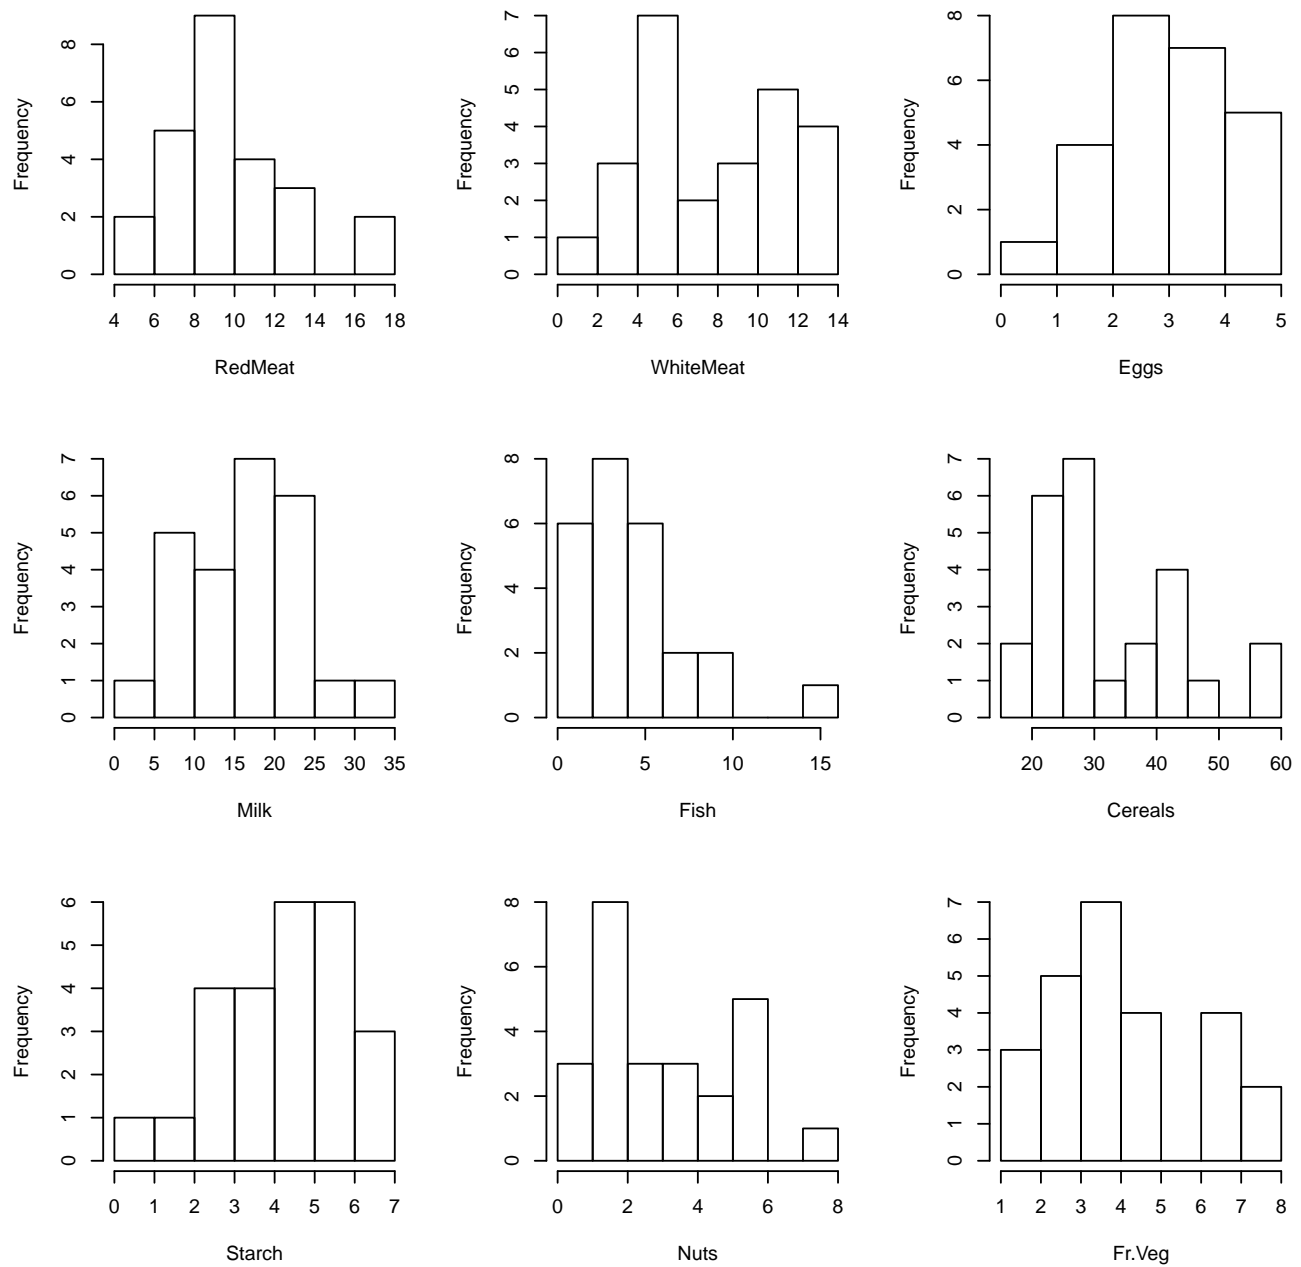 Frequency
0 2 4 6 8
4 6 8 10 12 14 16 18
RedMeat
Frequency
0 1 2 3 4 5 6 7
0 2 4 6 8 10 12 14
WhiteMeat
Frequency
0 2 4 6 8
0 1 2 3 4 5
Eggs
Frequency
0 1 2 3 4 5 6 7
0 5 10 15 20 25 30 35
Milk
Frequency
0 2 4 6 8
0 5 10 15
Fish
Frequency
0 1 2 3 4 5 6 7
20 30 40 50 60
Cereals
Frequency
0 1 2 3 4 5 6
0 1 2 3 4 5 6 7
Starch
Frequency
0 2 4 6 8
0 2 4 6 8
Nuts
Frequency
0 1 2 3 4 5 6 7
1 2 3 4 5 6 7 8
Fr.Veg